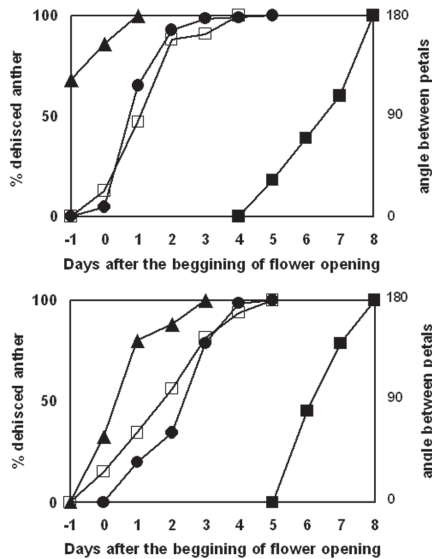 100 180
% dehisced anther
50 90
angle between petals
0 0
-1 0 1 2 3 4 5 6 7 8
Days after the beggining of flower opening
100 180
% dehisced anther
50 90
angle between petals
0 0
-1 0 1 2 3 4 5 6 7 8
Days after the beggining of flower opening